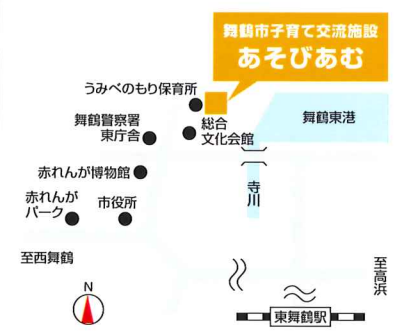 舞鶴市子育て交流施設
あそびあむ
うみべのもり保育所
舞鶴警察署
東庁舎
総合
文化会館
舞鶴東港
赤れんが博物館
寺川
赤れんが
パーク
市役所
至西舞鶴
至高浜
N
東舞鶴駅